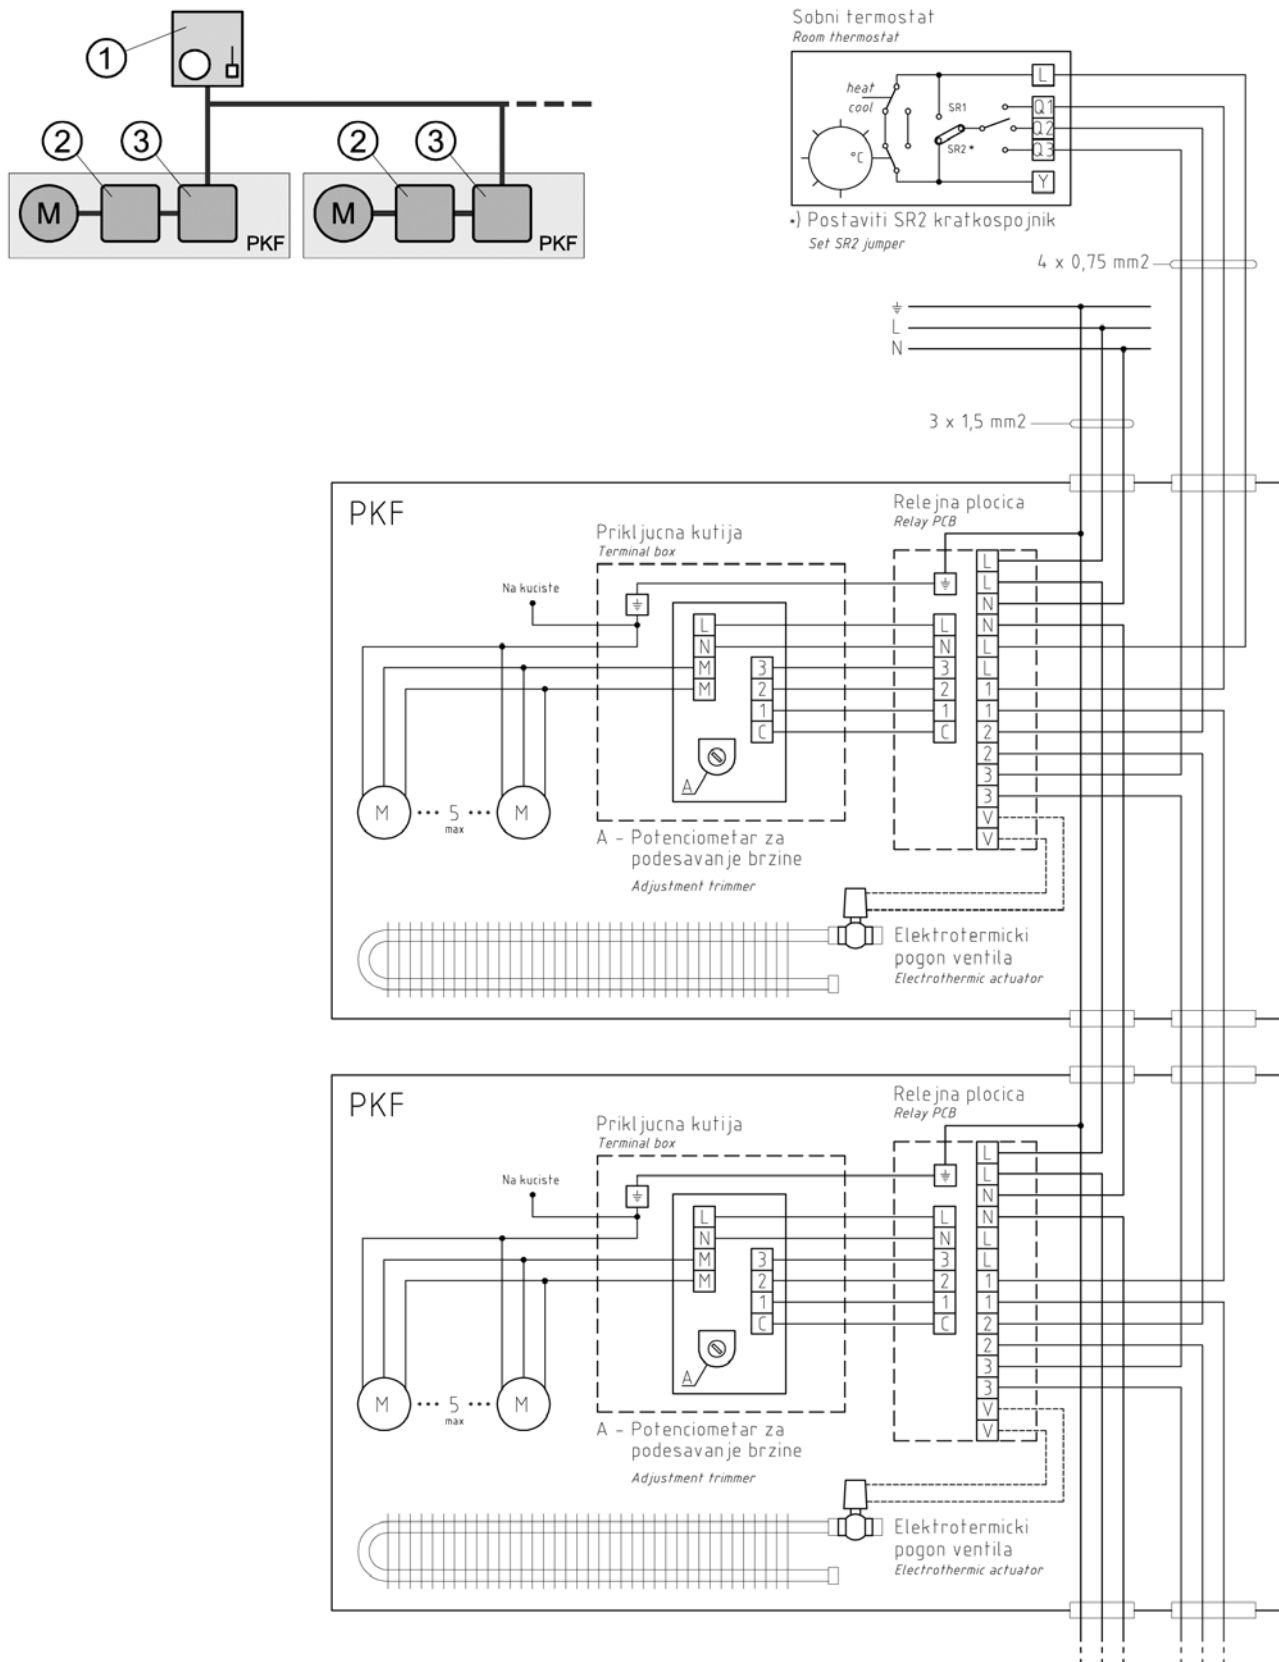 1
2
3
2
3
M
PKF
M
PKF
Sobni termostat
Room thermostat
heat
cool
°C
SR1
SR2 *
L
Q1
Q2
Q3
Y
*) Postaviti SR2 kratkospojnik
Set SR2 jumper
4 x 0,75 mm2
L
N
3 x 1,5 mm2
PKF
Prikljucna kutija
Terminal box
Relejna plocica
Relay PCB
Na kuciste
L
N
M
M
3
2
1
C
A
L
N
3
2
1
C
L
L
N
N
L
L
1
1
2
2
3
3
V
V
M ••• 5 ••• M
max
A - Potenciometar za
podesavanje brzine
Adjustment trimmer
Elektrotermicki
pogon ventila
Electrothermic actuator
PKF
Prikljucna kutija
Terminal box
Relejna plocica
Relay PCB
Na kuciste
L
N
M
M
3
2
1
C
A
L
N
3
2
1
C
L
L
N
N
L
L
1
1
2
2
3
3
V
V
M ••• 5 ••• M
max
A - Potenciometar za
podesavanje brzine
Adjustment trimmer
Elektrotermicki
pogon ventila
Electrothermic actuator